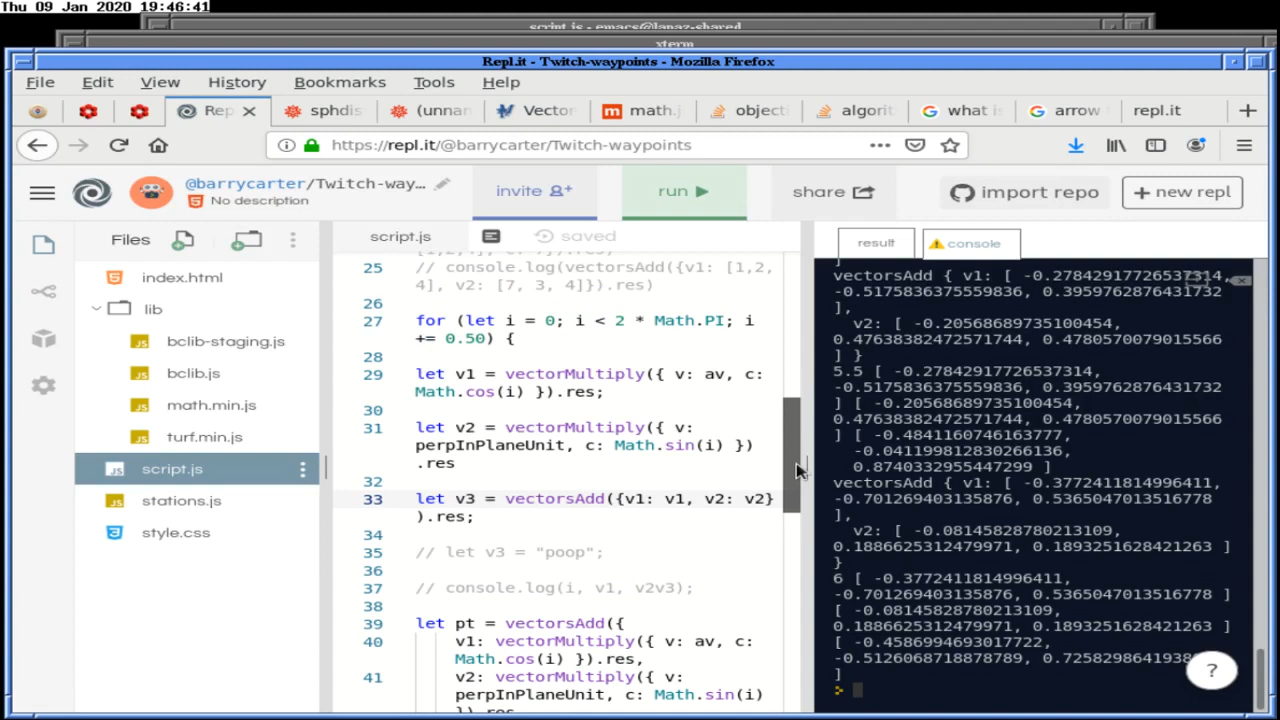 Thu 09 Jan 2020 19:46:41
script.js - emacs@lapaz-shared
xterm
Repl.it - Twitch-waypoints - Mozilla Firefox
File Edit View History Bookmarks Tools Help
Rep sphdis (unnan Vector math.j object algorit what is arrow repl.it
https://repl.it/@barrycarter/Twitch-waypoints
@barrycarter/Twitch-way...
No description
invite
run
share
import repo
+ new repl
Files
index.html
lib
bclib-staging.js
bclib.js
math.min.js
turf.min.js
script.js
stations.js
style.css
script.js
saved
25 // console.log(vectorsAdd({v1: [1,2,
4], v2: [7, 3, 4]}).res)
26
27 for (let i = 0; i < 2 * Math.PI; i
+= 0.50) {
28
29 let v1 = vectorMultiply({ v: av, c:
Math.cos(i) }).res;
30
31 let v2 = vectorMultiply({ v:
perpInPlaneUnit, c: Math.sin(i) })
.res
32
33 let v3 = vectorsAdd({v1: v1, v2: v2}
).res;
34
35 // let v3 = "poop";
36
37 // console.log(i, v1, v2v3);
38
39 let pt = vectorsAdd({
40 v1: vectorMultiply({ v: av, c:
Math.cos(i) }).res,
41 v2: vectorMultiply({ v:
perpInPlaneUnit, c: Math.sin(i)
}).res
result
console
]
vectorsAdd { v1: [ -0.27842917726537314,
-0.5175836375559836, 0.3959762876431732
],
v2: [ -0.20568689735100454,
0.47638382472571744, 0.4780570079015566
] }
5.5 [ -0.27842917726537314,
-0.5175836375559836, 0.3959762876431732
] [ -0.20568689735100454,
0.47638382472571744, 0.4780570079015566
] [ -0.4841160746163777,
-0.041199812830266136,
0.8740332955447299 ]
vectorsAdd { v1: [ -0.3772411814996411,
-0.701269403135876, 0.5365047013516778
],
v2: [ -0.08145828780213109,
0.1886625312479971, 0.1893251628421263 ]
}
6 [ -0.3772411814996411,
-0.701269403135876, 0.5365047013516778 ]
[ -0.08145828780213109,
0.1886625312479971, 0.1893251628421263 ]
[ -0.4586994693017722,
-0.5126068718878789,
]
>
?